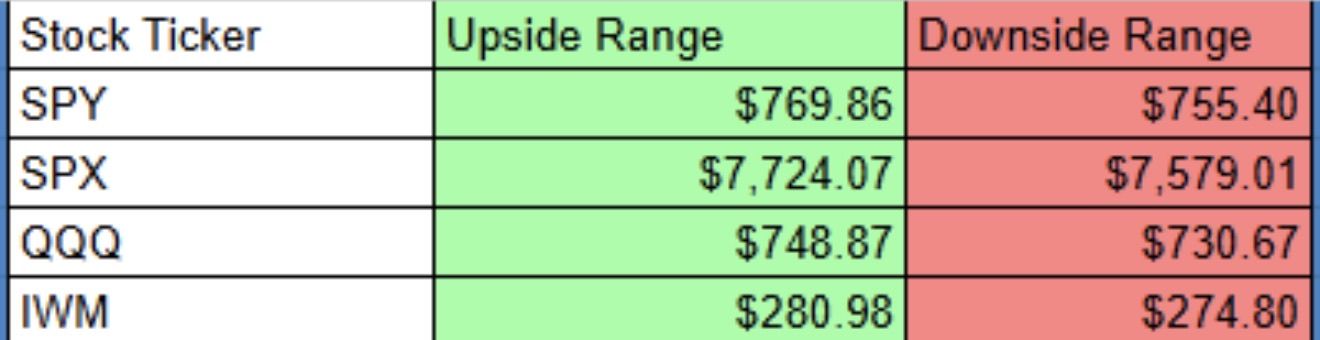 Stock Ticker Upside Range Downside Range
SPY $769.86 $755.40
SPX $7,724.07 $7,579.01
QQQ $748.87 $730.67
IWM $280.98 $274.80